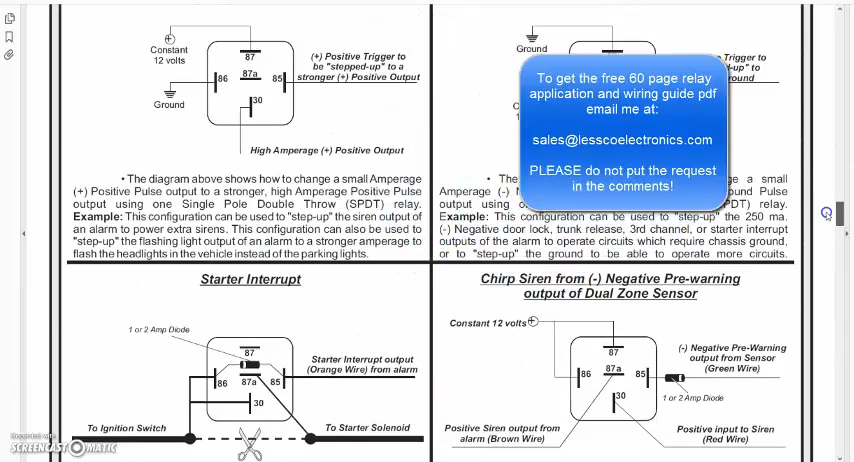 Constant
12 volts
87
87a
86
85
30
Ground
(+) Positive Trigger to
be "stepped-up" to a
stronger (+) Positive Output
High Amperage (+) Positive Output
• The diagram above shows how to change a small Amperage
(+) Positive Pulse output to a stronger, high Amperage Positive Pulse
output using one Single Pole Double Throw (SPDT) relay.
Example: This configuration can be used to "step-up" the siren output of
an alarm to power extra sirens. This configuration can also be used to
"step-up" the flashing light output of an alarm to a stronger amperage to
flash the headlights in the vehicle instead of the parking lights.
Ground
Trigger to
-up" to
round
To get the free 60 page relay
application and wiring guide pdf
email me at:
sales@lesscoelectronics.com
PLEASE do not put the request
in the comments!
• The
ge a small
Amperage (-) N
ound Pulse
output using o
PDT) relay.
Example: This configuration can be used to "step-up" the 250 ma.
(-) Negative door lock, trunk release, 3rd channel, or starter interrupt
outputs of the alarm to operate circuits which require chassis ground,
or to "step-up" the ground to be able to operate more circuits.
Starter Interrupt
1 or 2 Amp Diode
87
86
87a
85
30
Starter Interrupt output
(Orange Wire) from alarm
To Ignition Switch
To Starter Solenoid
Chirp Siren from (-) Negative Pre-warning
output of Dual Zone Sensor
Constant 12 volts
87
86
87a
85
30
(-) Negative Pre-Warning
output from Sensor
(Green Wire)
1 or 2 Amp Diode
Positive Siren output from
alarm (Brown Wire)
Positive input to Siren
(Red Wire)
Recorded with
SCREENCAST-O-MATIC